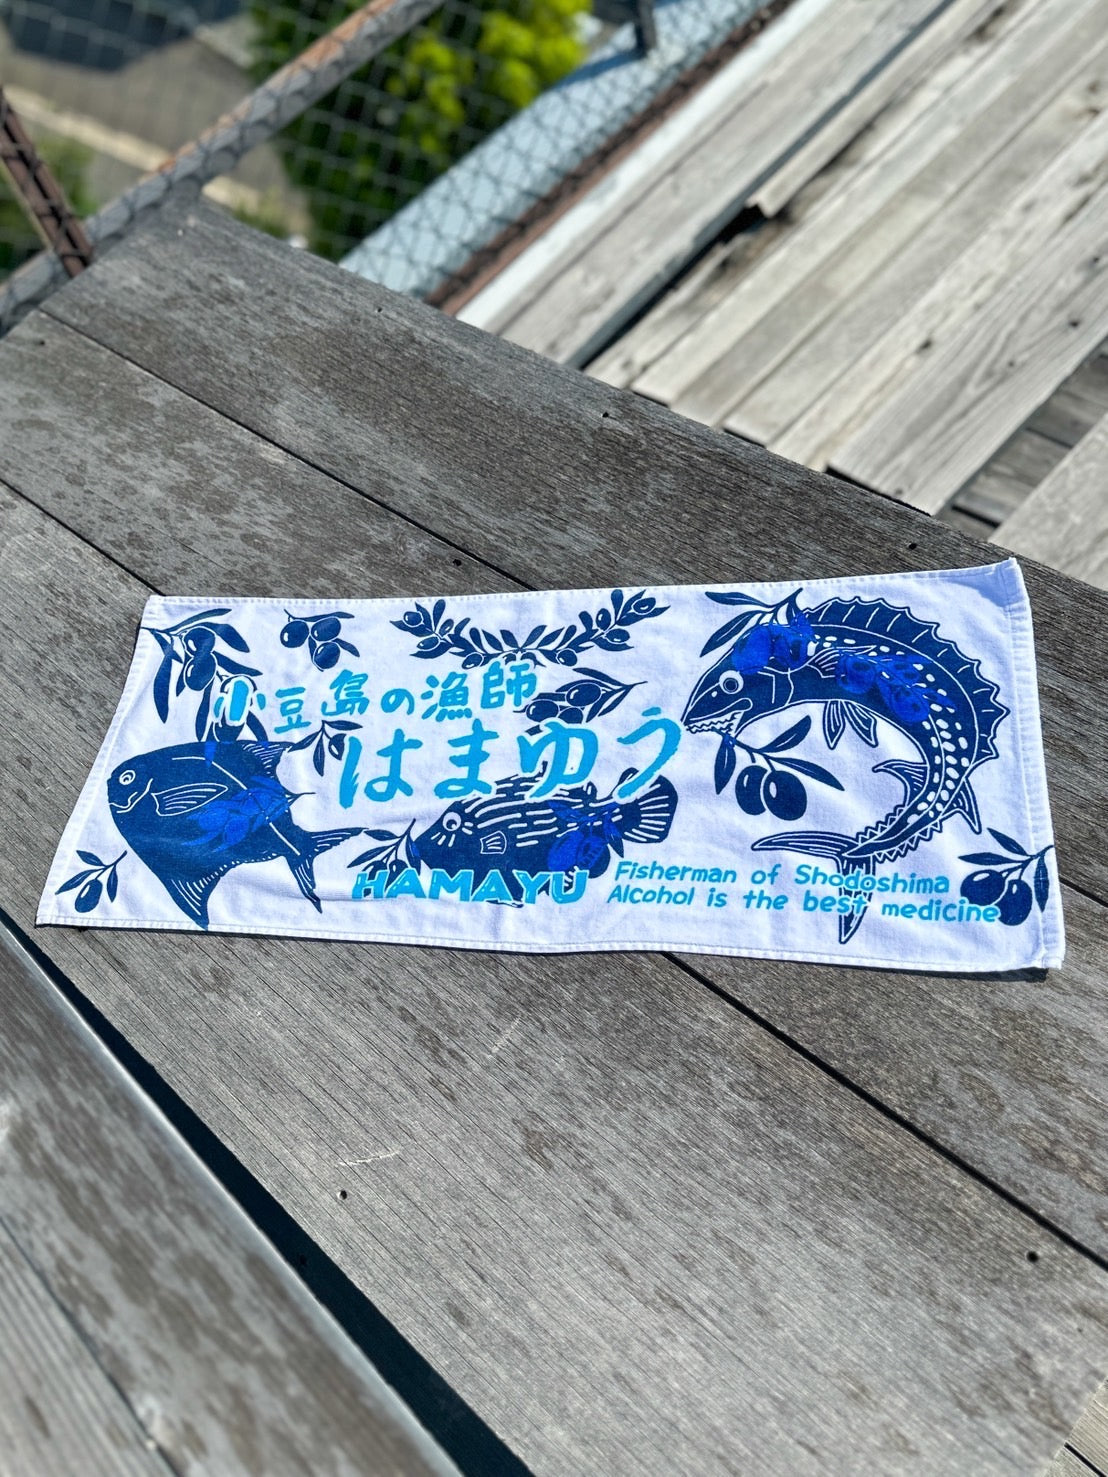 小豆島の漁師
はまゆう
HAMAYU
Fisherman of Shodoshima
Alcohol is the best medicine